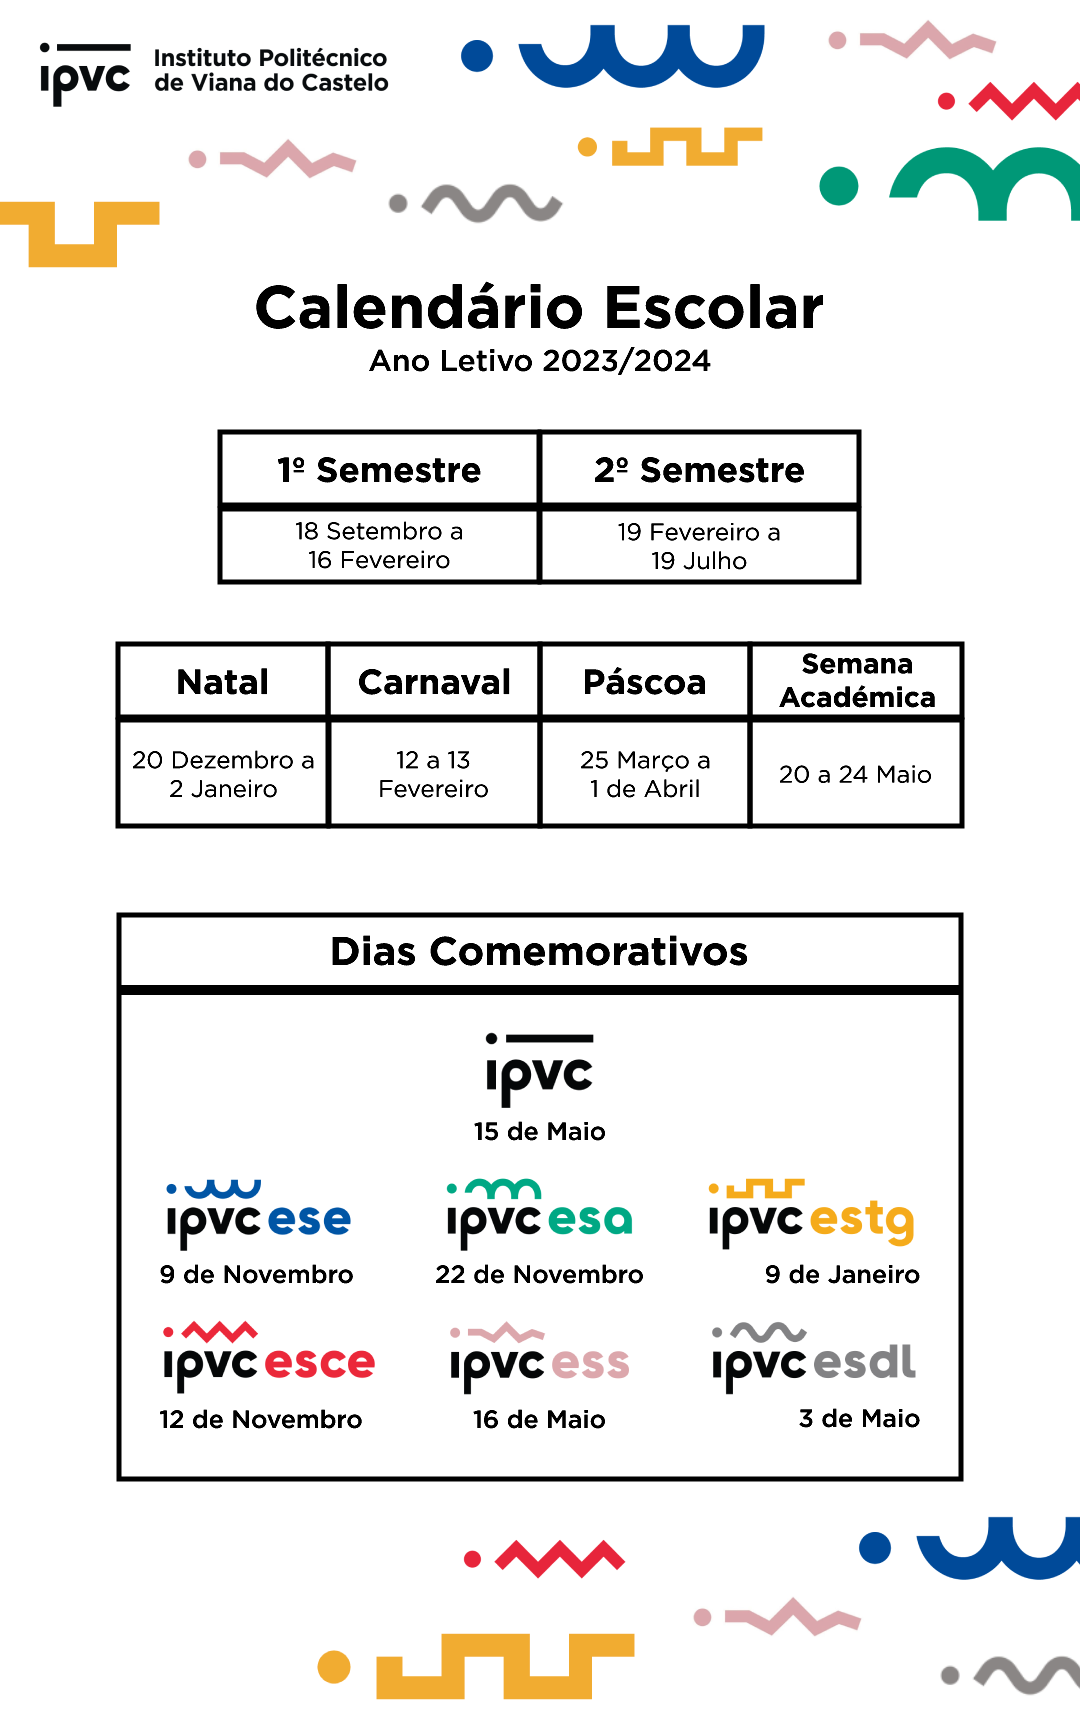 ipvc
Instituto Politécnico
de Viana do Castelo
Calendário Escolar
Ano Letivo 2023/2024
1º Semestre
2º Semestre
18 Setembro a
16 Fevereiro
19 Fevereiro a
19 Julho
Natal
Carnaval
Páscoa
Semana
Académica
20 Dezembro a
2 Janeiro
12 a 13
Fevereiro
25 Março a
1 de Abril
20 a 24 Maio
Dias Comemorativos
ipvc
15 de Maio
ipvc ese
ipvc esa
ipvc estg
9 de Novembro
22 de Novembro
9 de Janeiro
ipvc esce
ipvc ess
ipvc esdl
12 de Novembro
16 de Maio
3 de Maio